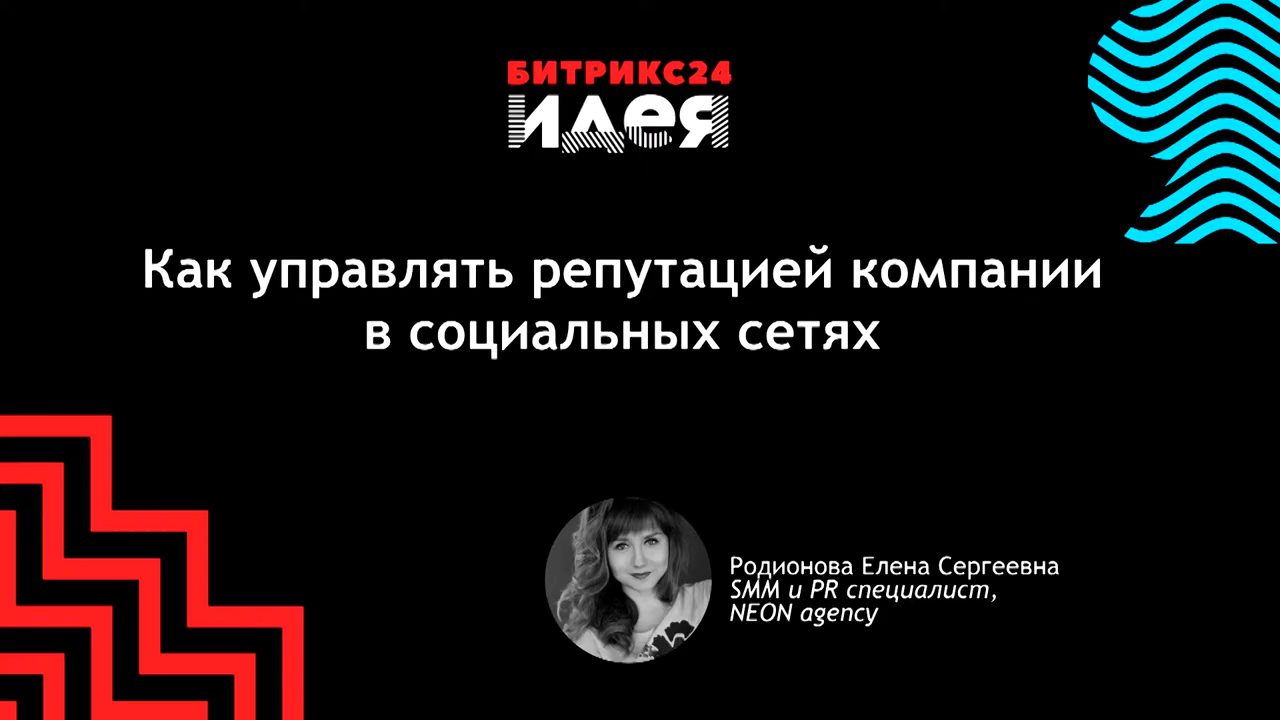 БИТРИКС24
идея
Как управлять репутацией компании
в социальных сетях
Родионова Елена Сергеевна
SMM и PR специалист,
NEON agency